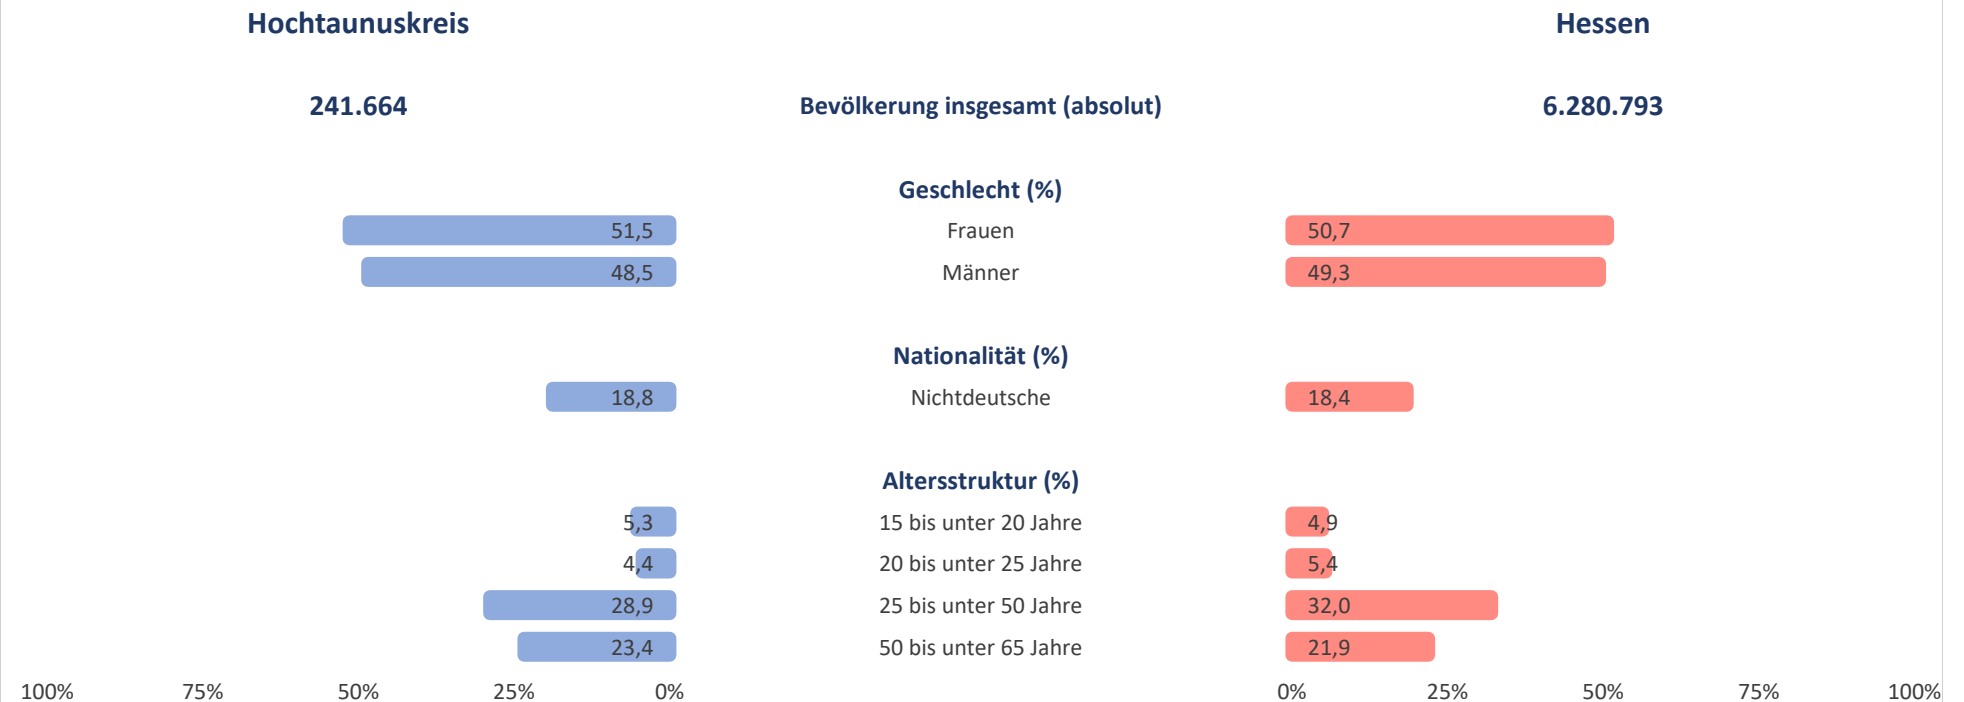 Hochtaunuskreis Hessen
241.664 Bevölkerung insgesamt (absolut) 6.280.793
Geschlecht (%)
51,5 Frauen 50,7
48,5 Männer 49,3
Nationalität (%)
18,8 Nichtdeutsche 18,4
Altersstruktur (%)
5,3 15 bis unter 20 Jahre 4,9
4,4 20 bis unter 25 Jahre 5,4
28,9 25 bis unter 50 Jahre 32,0
23,4 50 bis unter 65 Jahre 21,9
100% 75% 50% 25% 0% 0% 25% 50% 75% 100%